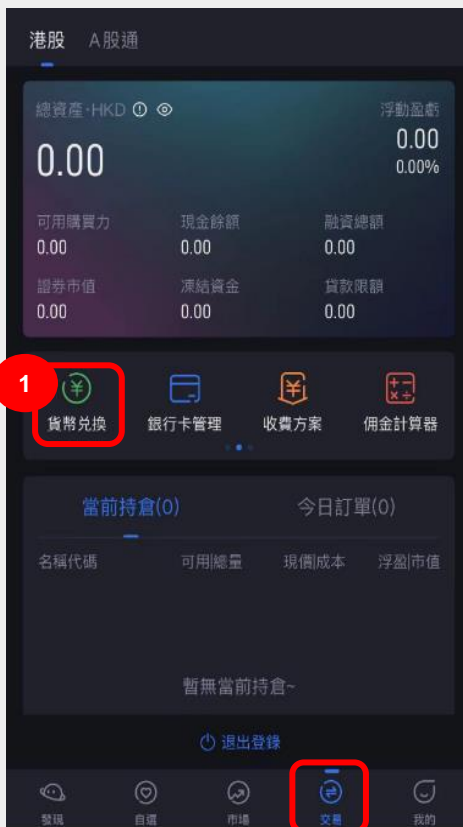 港股 A股通
總資產·HKD 浮動盈虧
0.00 0.00
0.00%
可用購買力 現金餘額 融資總額
0.00 0.00 0.00
證券市值 凍結資金 貸款限額
0.00 0.00 0.00
1
貨幣兑換 銀行卡管理 收費方案 佣金計算器
當前持倉(0) 今日訂單(0)
名稱代碼 可用|總量 現價|成本 浮盈|市值
暫無當前持倉~
退出登錄
發現 自選 市場 交易 我的